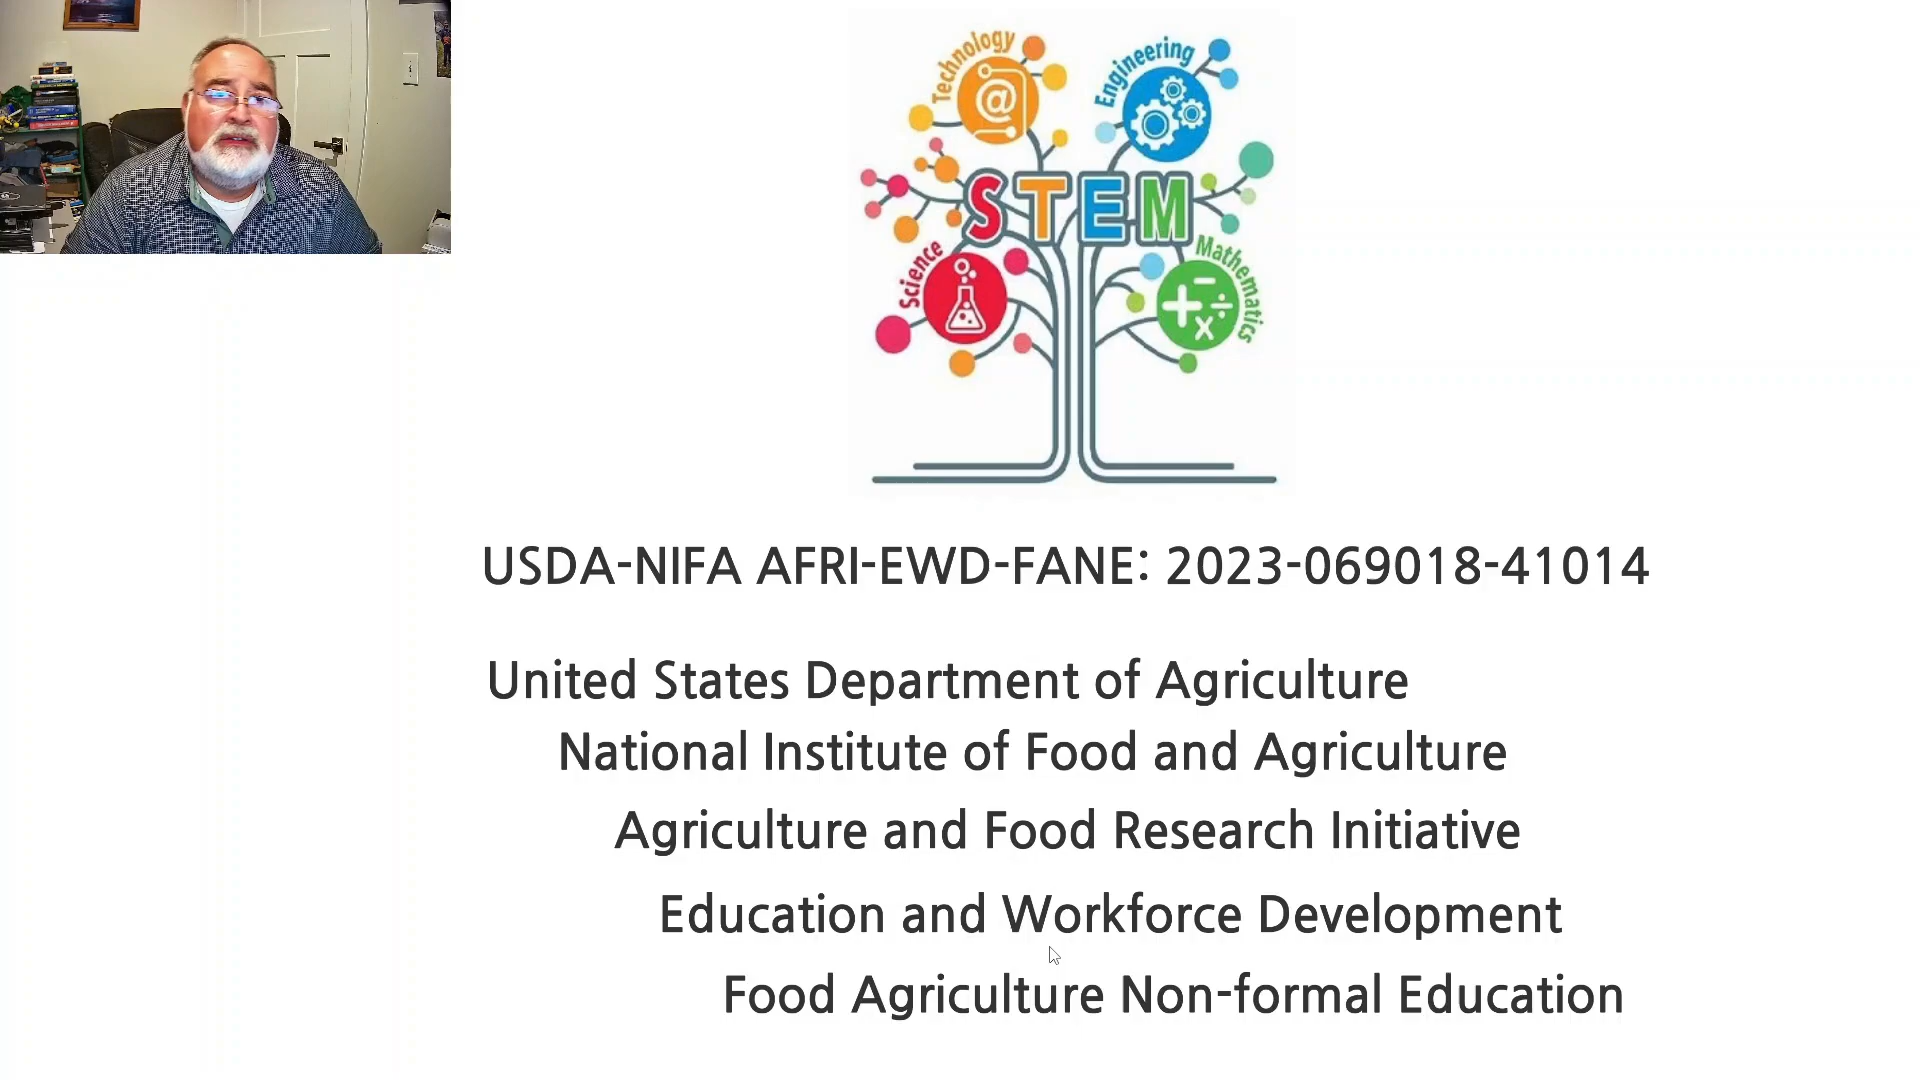 Technology
Engineering
STEM
Science
Mathematics
USDA-NIFA AFRI-EWD-FANE: 2023-069018-41014
United States Department of Agriculture
National Institute of Food and Agriculture
Agriculture and Food Research Initiative
Education and Workforce Development
Food Agriculture Non-formal Education